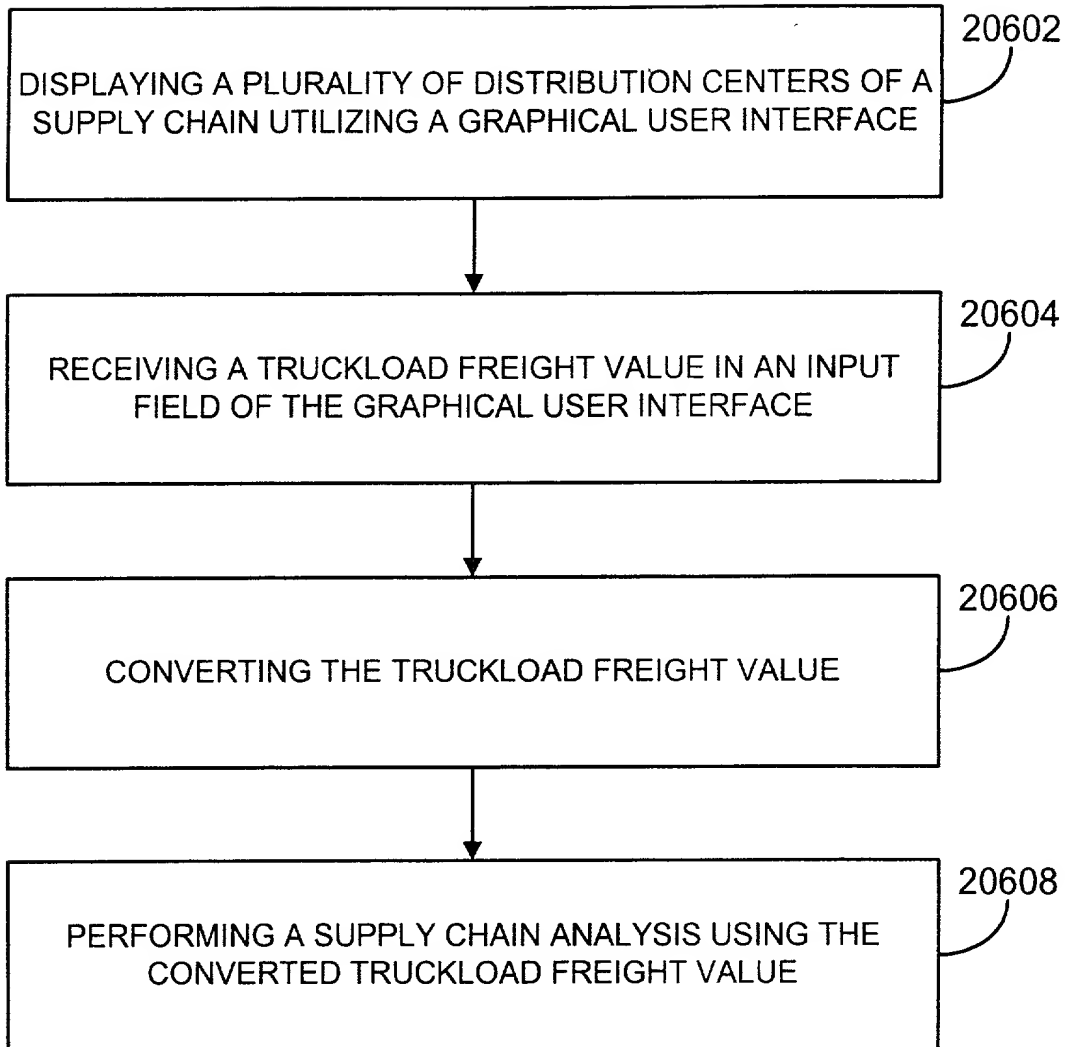 20602
DISPLAYING A PLURALITY OF DISTRIBUTION CENTERS OF A
SUPPLY CHAIN UTILIZING A GRAPHICAL USER INTERFACE
20604
RECEIVING A TRUCKLOAD FREIGHT VALUE IN AN INPUT
FIELD OF THE GRAPHICAL USER INTERFACE
20606
CONVERTING THE TRUCKLOAD FREIGHT VALUE
20608
PERFORMING A SUPPLY CHAIN ANALYSIS USING THE
CONVERTED TRUCKLOAD FREIGHT VALUE